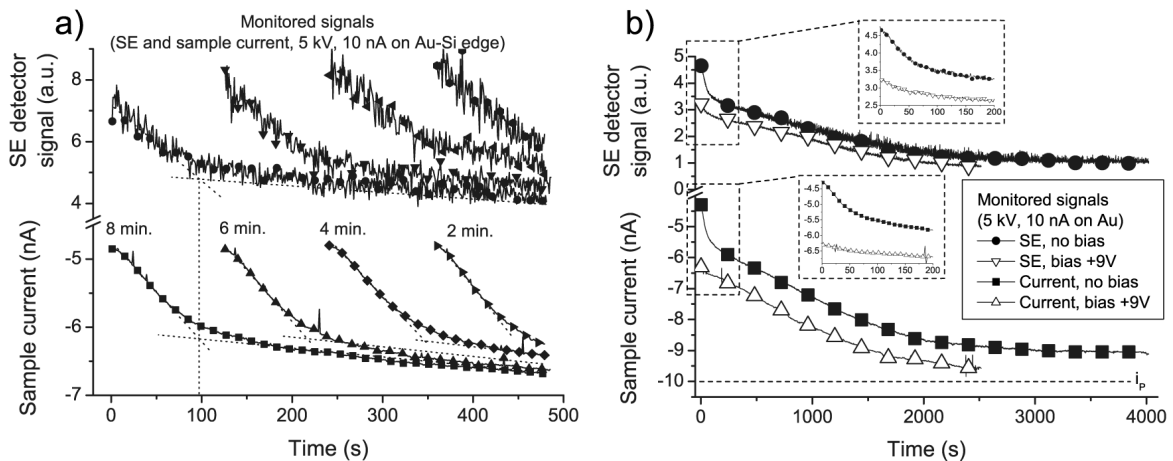 a)
Monitored signals
(SE and sample current, 5 kV, 10 nA on Au-Si edge)
SE detector
signal (a.u.)
8
6
4
Sample current (nA)
-5
-6
-7
8 min.
6 min.
4 min.
2 min.
0
100
200
300
400
500
Time (s)
b)
SE detector
signal (a.u.)
5
4
3
2
1
0
4.5
3.5
3.0
2.5
0
50
100
150
200
Sample current (nA)
-4
-5
-6
-7
-8
-9
-10
-4.5
-5.0
-5.5
-6.0
-6.5
0
50
100
150
200
Monitored signals
(5 kV, 10 nA on Au)
SE, no bias
SE, bias +9V
Current, no bias
Current, bias +9V
iP
0
1000
2000
3000
4000
Time (s)